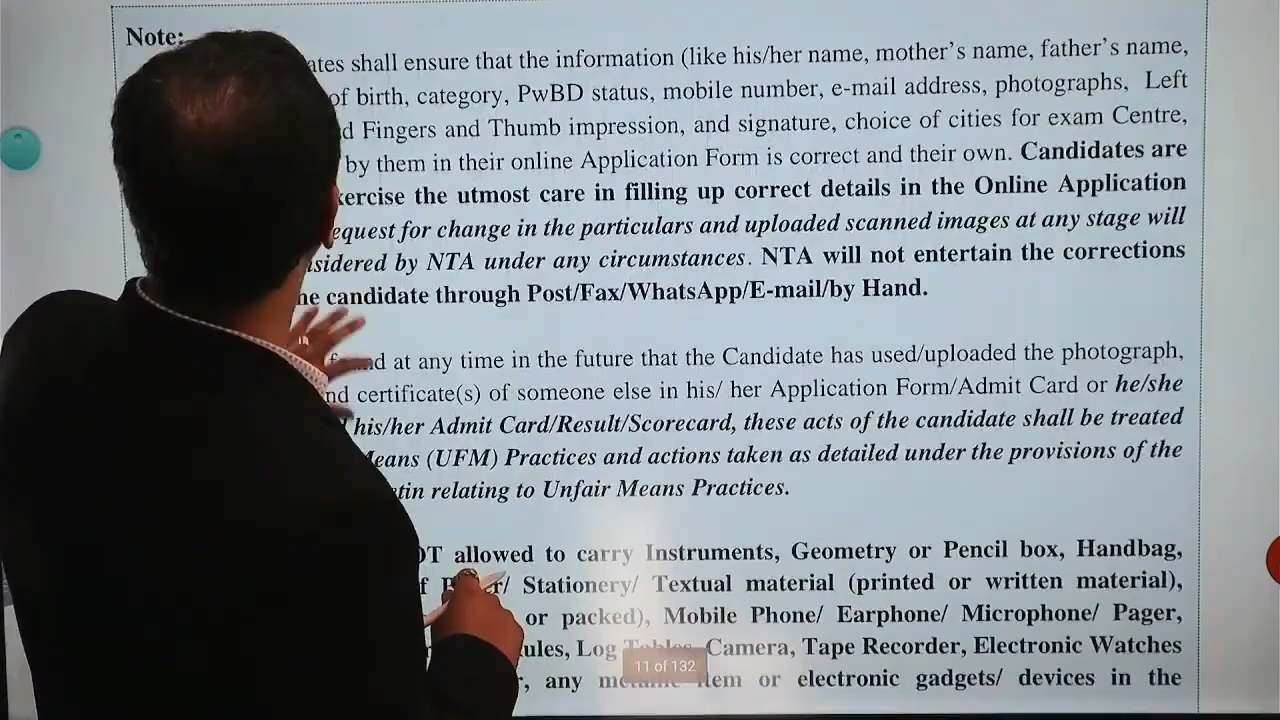 Note:
ates shall ensure that the information (like his/her name, mother's name, father's name,
of birth, category, PwBD status, mobile number, e-mail address, photographs, Left
d Fingers and Thumb impression, and signature, choice of cities for exam Centre,
by them in their online Application Form is correct and their own. Candidates are
xercise the utmost care in filling up correct details in the Online Application
equest for change in the particulars and uploaded scanned images at any stage will
sidered by NTA under any circumstances. NTA will not entertain the corrections
he candidate through Post/Fax/WhatsApp/E-mail/by Hand.
at any time in the future that the Candidate has used/uploaded the photograph,
nd certificate(s) of someone else in his/ her Application Form/Admit Card or he/she
his/her Admit Card/Result/Scorecard, these acts of the candidate shall be treated
Means (UFM) Practices and actions taken as detailed under the provisions of the
tin relating to Unfair Means Practices.
OT allowed to carry Instruments, Geometry or Pencil box, Handbag,
/ Stationery/ Textual material (printed or written material),
or packed), Mobile Phone/ Earphone/ Microphone/ Pager,
ules, Log Tables, Camera, Tape Recorder, Electronic Watches
, any metallic item or electronic gadgets/ devices in the
11 of 132